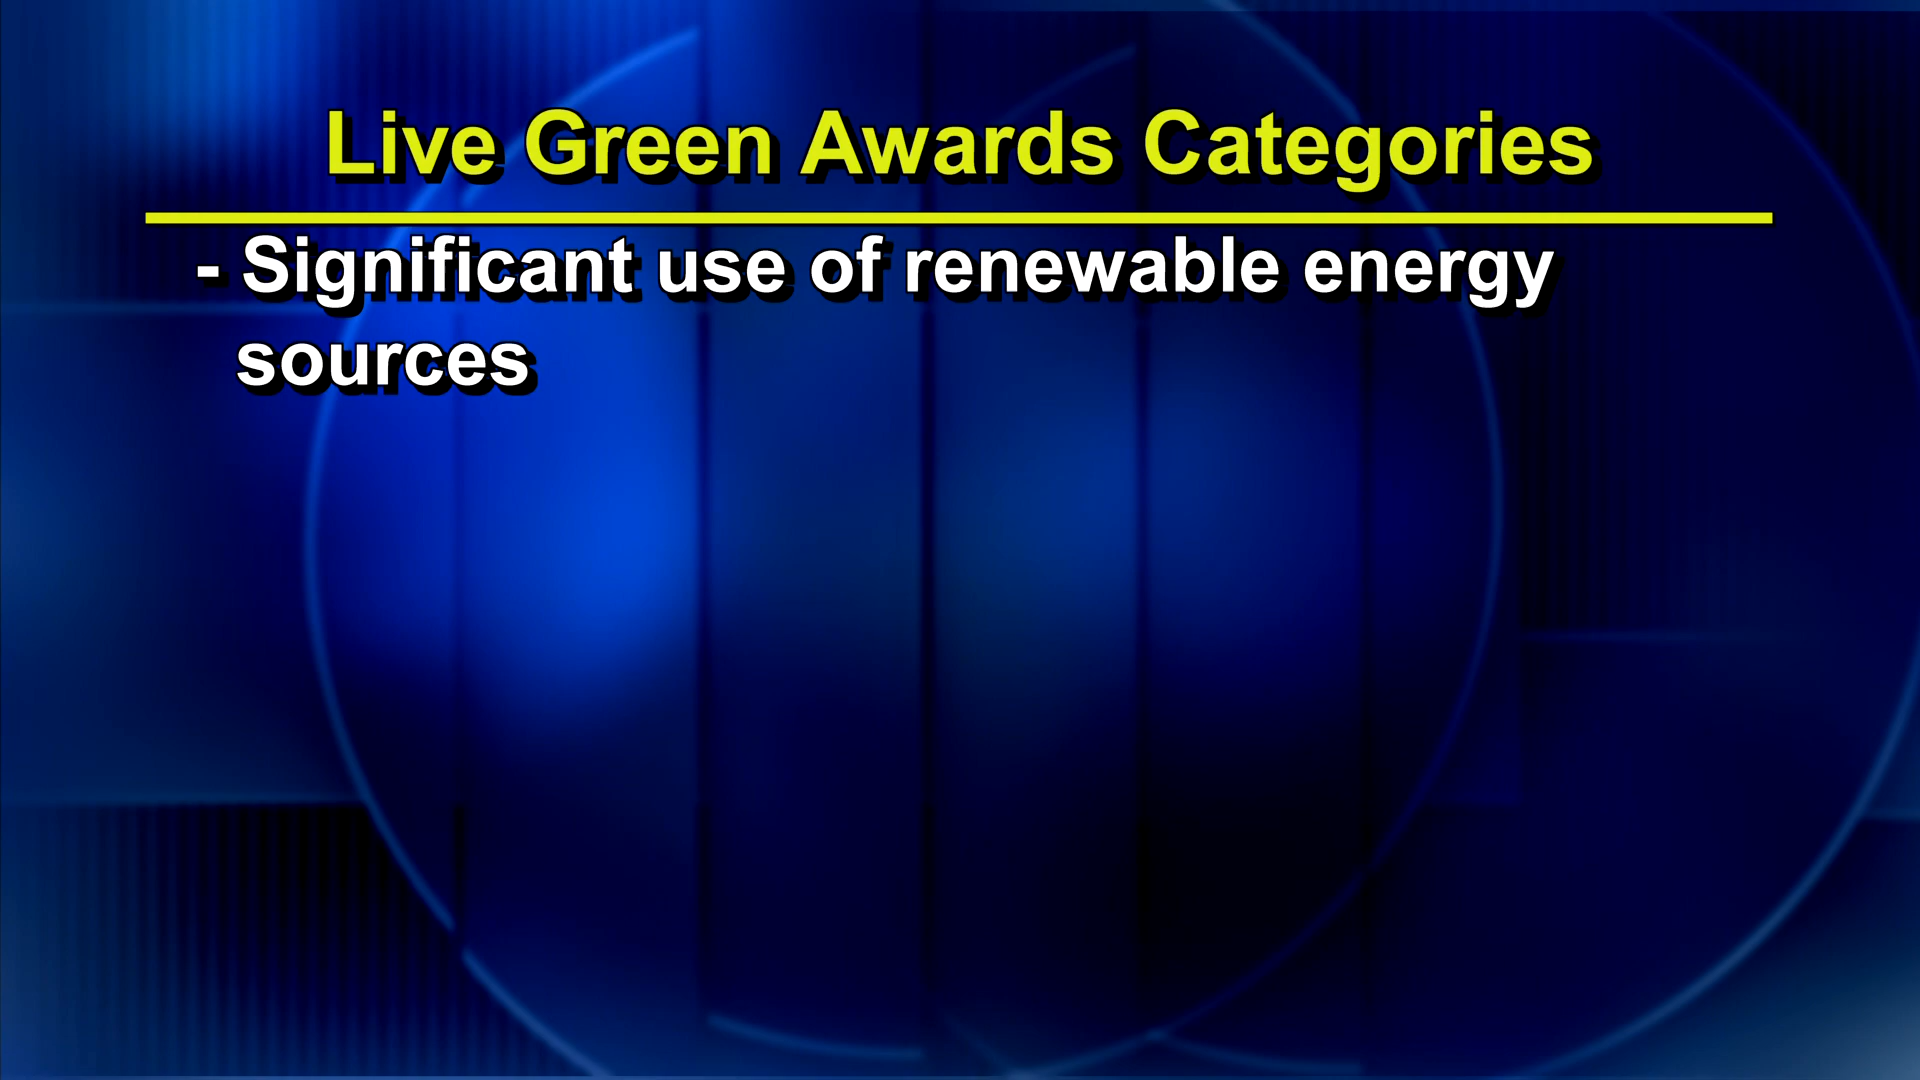 Live Green Awards Categories
- Significant use of renewable energy
sources